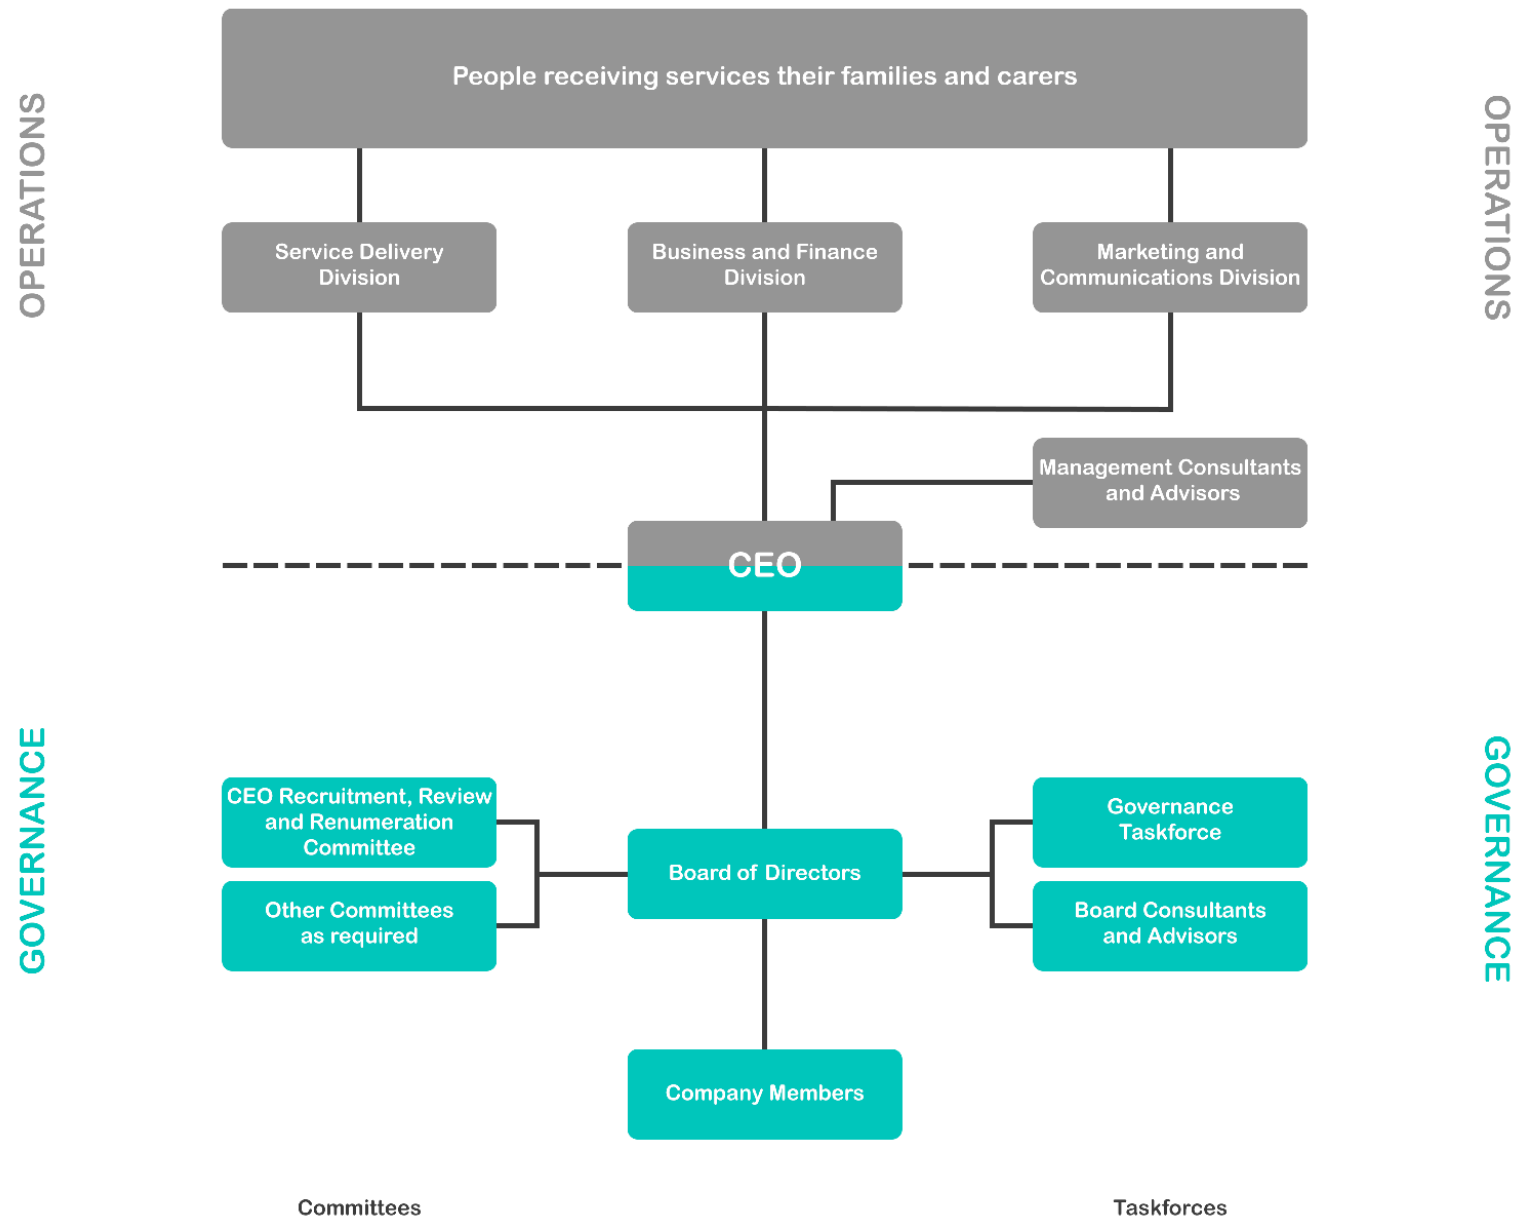 People receiving services their families and carers
OPERATIONS
OPERATIONS
Service Delivery
Division
Business and Finance
Division
Marketing and
Communications Division
Management Consultants
and Advisors
CEO
GOVERNANCE
GOVERNANCE
CEO Recruitment, Review
and Renumeration
Committee
Other Committees
as required
Board of Directors
Governance
Taskforce
Board Consultants
and Advisors
Company Members
Committees
Taskforces